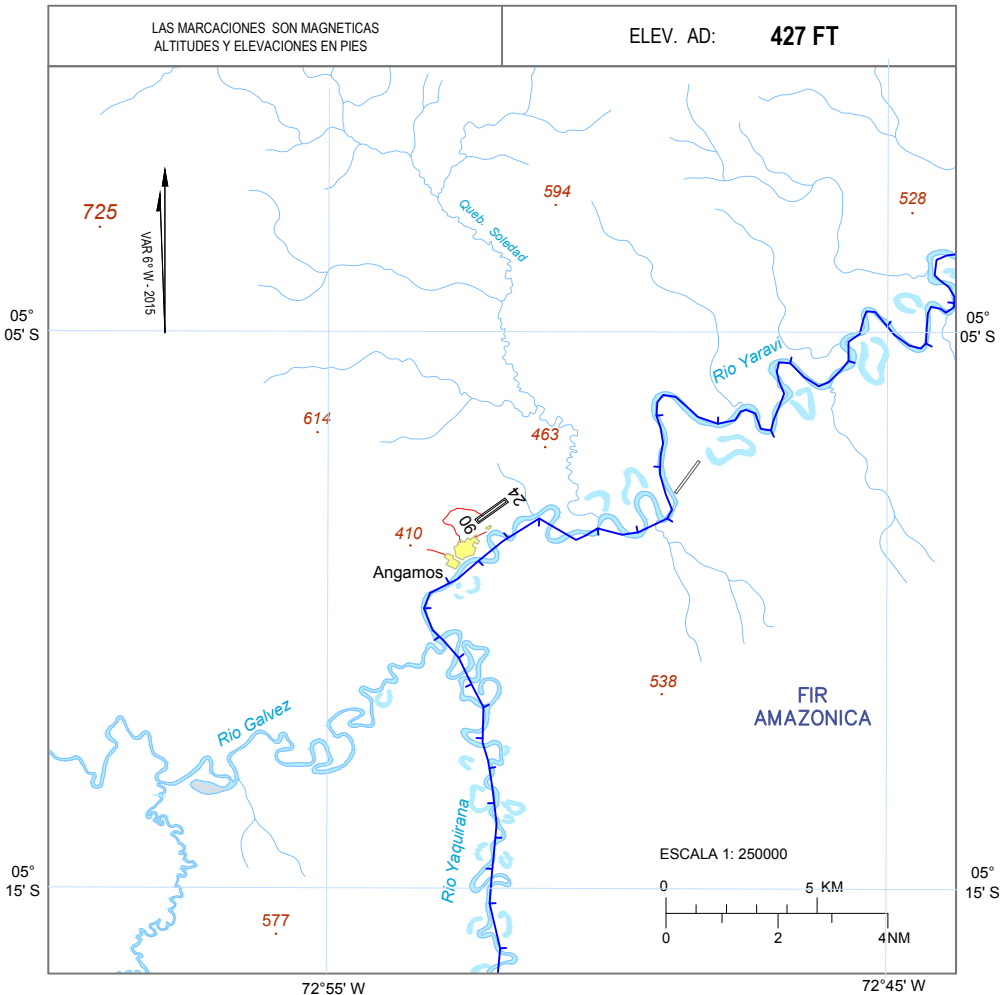 LAS MARCACIONES SON MAGNETICAS
ALTITUDES Y ELEVACIONES EN PIES
ELEV. AD: 427 FT
725
594
528
Queb. Soledad
VAR 6° W - 2015
05°
05' S
05°
05' S
Rio Yaravi
614
463
24
06
410
Angamos
538
FIR
AMAZONICA
Rio Galvez
Rio Yaquirana
ESCALA 1: 250000
0 5 KM
0 2 4NM
05°
15' S
05°
15' S
577
72°55' W
72°45' W